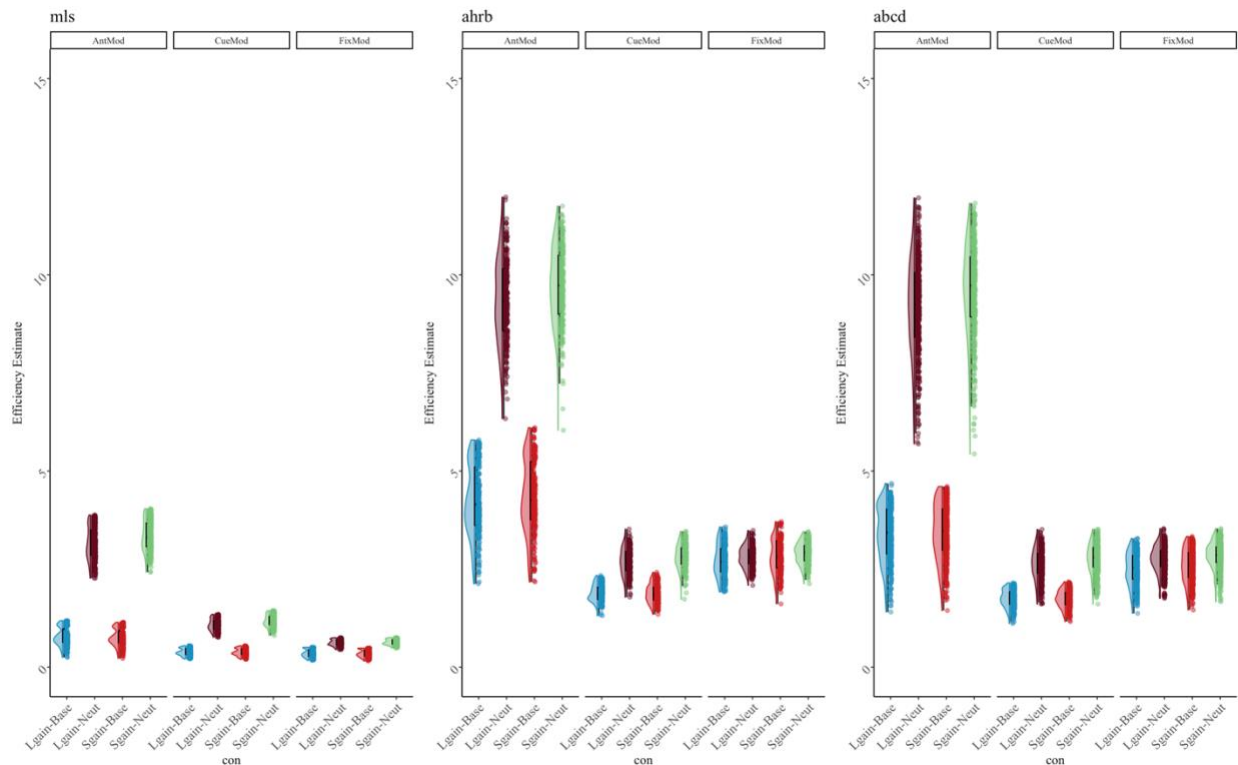 mls
AntMod CueMod FixMod
Efficiency Estimate
15
10
5
0
Lgain-Base Lgain-Neut Sgain-Base Sgain-Neut Lgain-Base Lgain-Neut Sgain-Base Sgain-Neut Lgain-Base Lgain-Neut Sgain-Base Sgain-Neut
con
ahrb
AntMod CueMod FixMod
Efficiency Estimate
15
10
5
0
Lgain-Base Lgain-Neut Sgain-Base Sgain-Neut Lgain-Base Lgain-Neut Sgain-Base Sgain-Neut Lgain-Base Lgain-Neut Sgain-Base Sgain-Neut
con
abcd
AntMod CueMod FixMod
Efficiency Estimate
15
10
5
0
Lgain-Base Lgain-Neut Sgain-Base Sgain-Neut Lgain-Base Lgain-Neut Sgain-Base Sgain-Neut Lgain-Base Lgain-Neut Sgain-Base Sgain-Neut
con